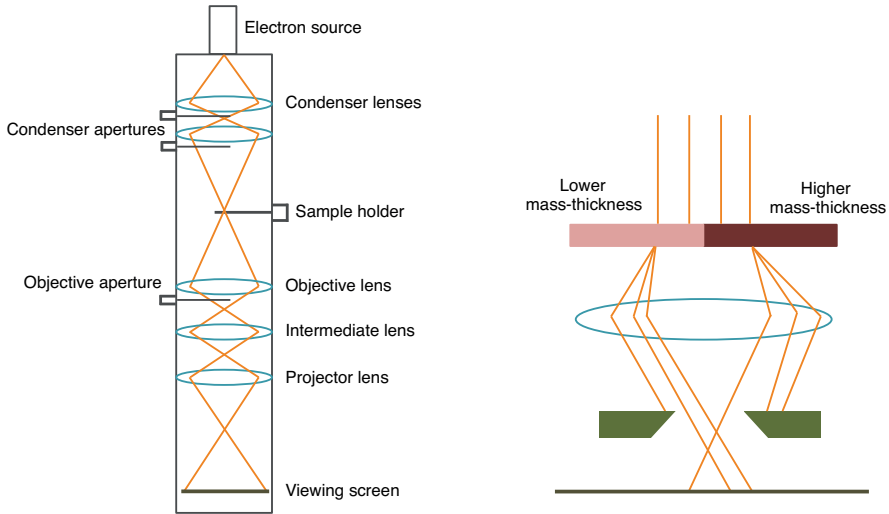 Electron source
Condenser lenses
Condenser apertures
Sample holder
Objective aperture
Objective lens
Intermediate lens
Projector lens
Viewing screen
Lower
mass-thickness
Higher
mass-thickness